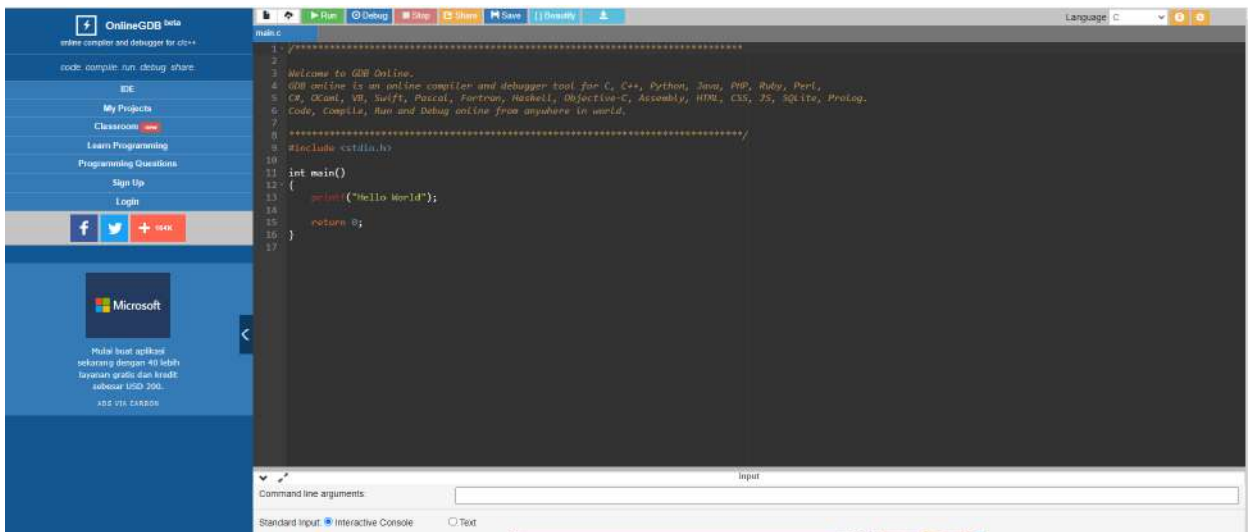 OnlineGDB beta
online compiler and debugger for c/c++
code. compile. run. debug. share.
IDE
My Projects
Classroom new
Learn Programming
Programming Questions
Sign Up
Login
Microsoft
Mulai buat aplikasi
sekarang dengan 40 lebih
layanan gratis dan kredit
sebesar USD 200.
ADS VIA CARBON
Run Debug Stop Share Save { } Beautify
Language C
main.c
1 /******************************************************************************
2
3 Welcome to GDB Online.
4 GDB online is an online compiler and debugger tool for C, C++, Python, Java, PHP, Ruby, Perl,
5 C#, OCaml, VB, Swift, Pascal, Fortran, Haskell, Objective-C, Assembly, HTML, CSS, JS, SQLite, Prolog.
6 Code, Compile, Run and Debug online from anywhere in world.
7
8 *******************************************************************************/
9 #include <stdio.h>
10
11 int main()
12 {
13 printf("Hello World");
14
15 return 0;
16 }
17
input
Command line arguments:
Standard Input: Interactive Console Text